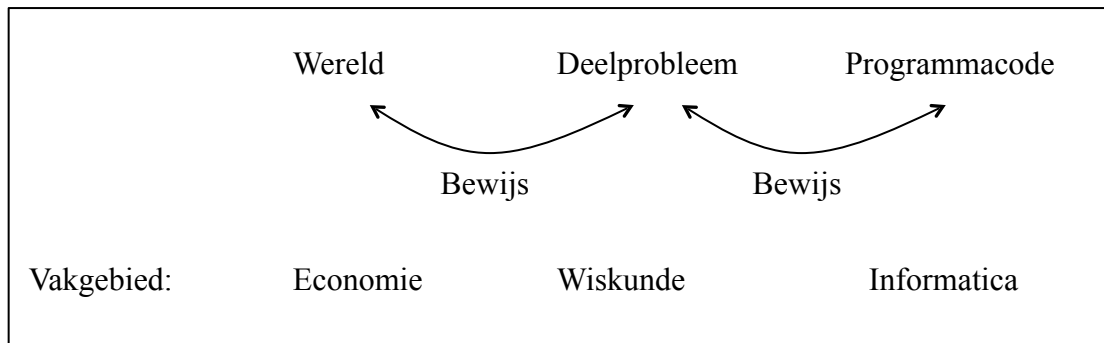 Wereld Deelprobleem Programmacode
Bewijs Bewijs
Vakgebied: Economie Wiskunde Informatica